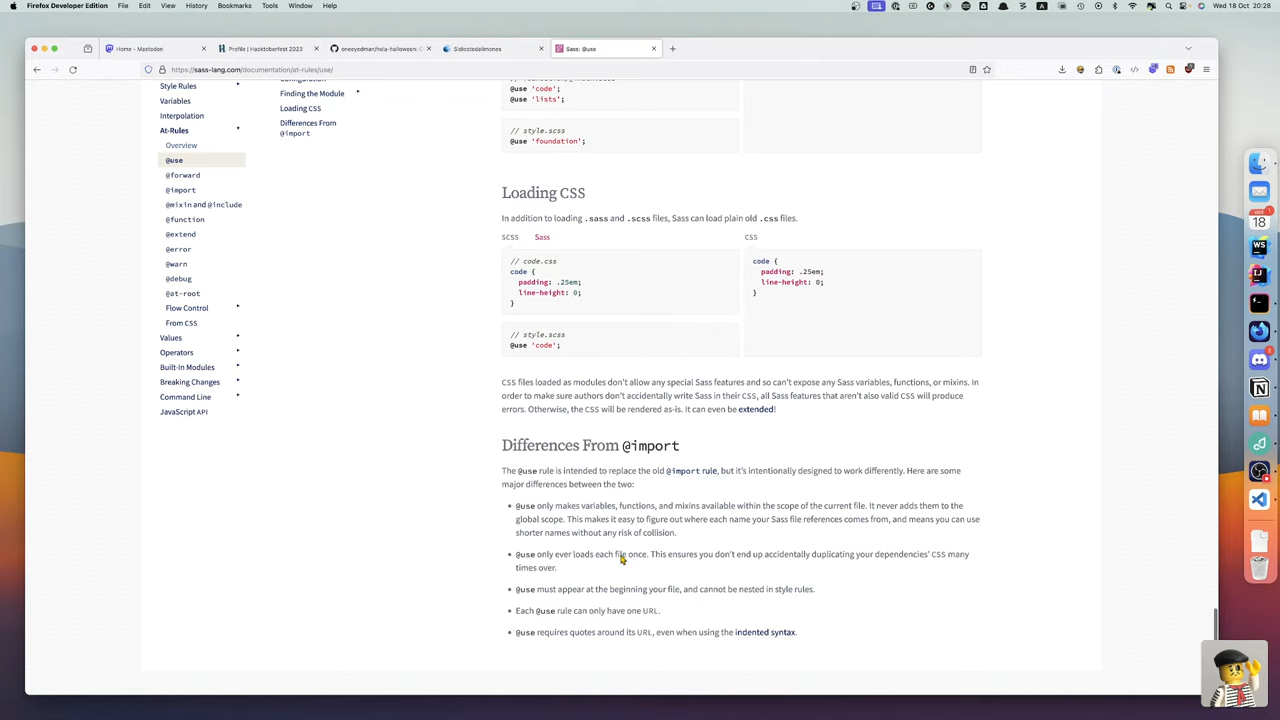 Firefox Developer Edition File Edit View History Bookmarks Tools Window Help
Wed 18 Oct 20:28
Home - Mastodon
Profile | Hacktoberfest 2023
oneeyedman/hola-halloween: C
Sidiostedalimones
Sass: @use
https://sass-lang.com/documentation/at-rules/use/
Style Rules
Variables
Interpolation
At-Rules
Overview
@use
@forward
@import
@mixin and @include
@function
@extend
@error
@warn
@debug
@at-root
Flow Control
From CSS
Values
Operators
Built-In Modules
Breaking Changes
Command Line
JavaScript API
Finding the Module
Loading CSS
Differences From
@import
@use 'code';
@use 'lists';
// style.scss
@use 'foundation';
Loading CSS
In addition to loading .sass and .scss files, Sass can load plain old .css files.
SCSS Sass
CSS
// code.css
code {
padding: .25em;
line-height: 0;
}
// style.scss
@use 'code';
code {
padding: .25em;
line-height: 0;
}
CSS files loaded as modules don't allow any special Sass features and so can't expose any Sass variables, functions, or mixins. In
order to make sure authors don't accidentally write Sass in their CSS, all Sass features that aren't also valid CSS will produce
errors. Otherwise, the CSS will be rendered as-is. It can even be extended!
Differences From @import
The @use rule is intended to replace the old @import rule, but it's intentionally designed to work differently. Here are some
major differences between the two:
@use only makes variables, functions, and mixins available within the scope of the current file. It never adds them to the
global scope. This makes it easy to figure out where each name your Sass file references comes from, and means you can use
shorter names without any risk of collision.
@use only ever loads each file once. This ensures you don't end up accidentally duplicating your dependencies' CSS many
times over.
@use must appear at the beginning your file, and cannot be nested in style rules.
Each @use rule can only have one URL.
@use requires quotes around its URL, even when using the indented syntax.
OCT
18
WS